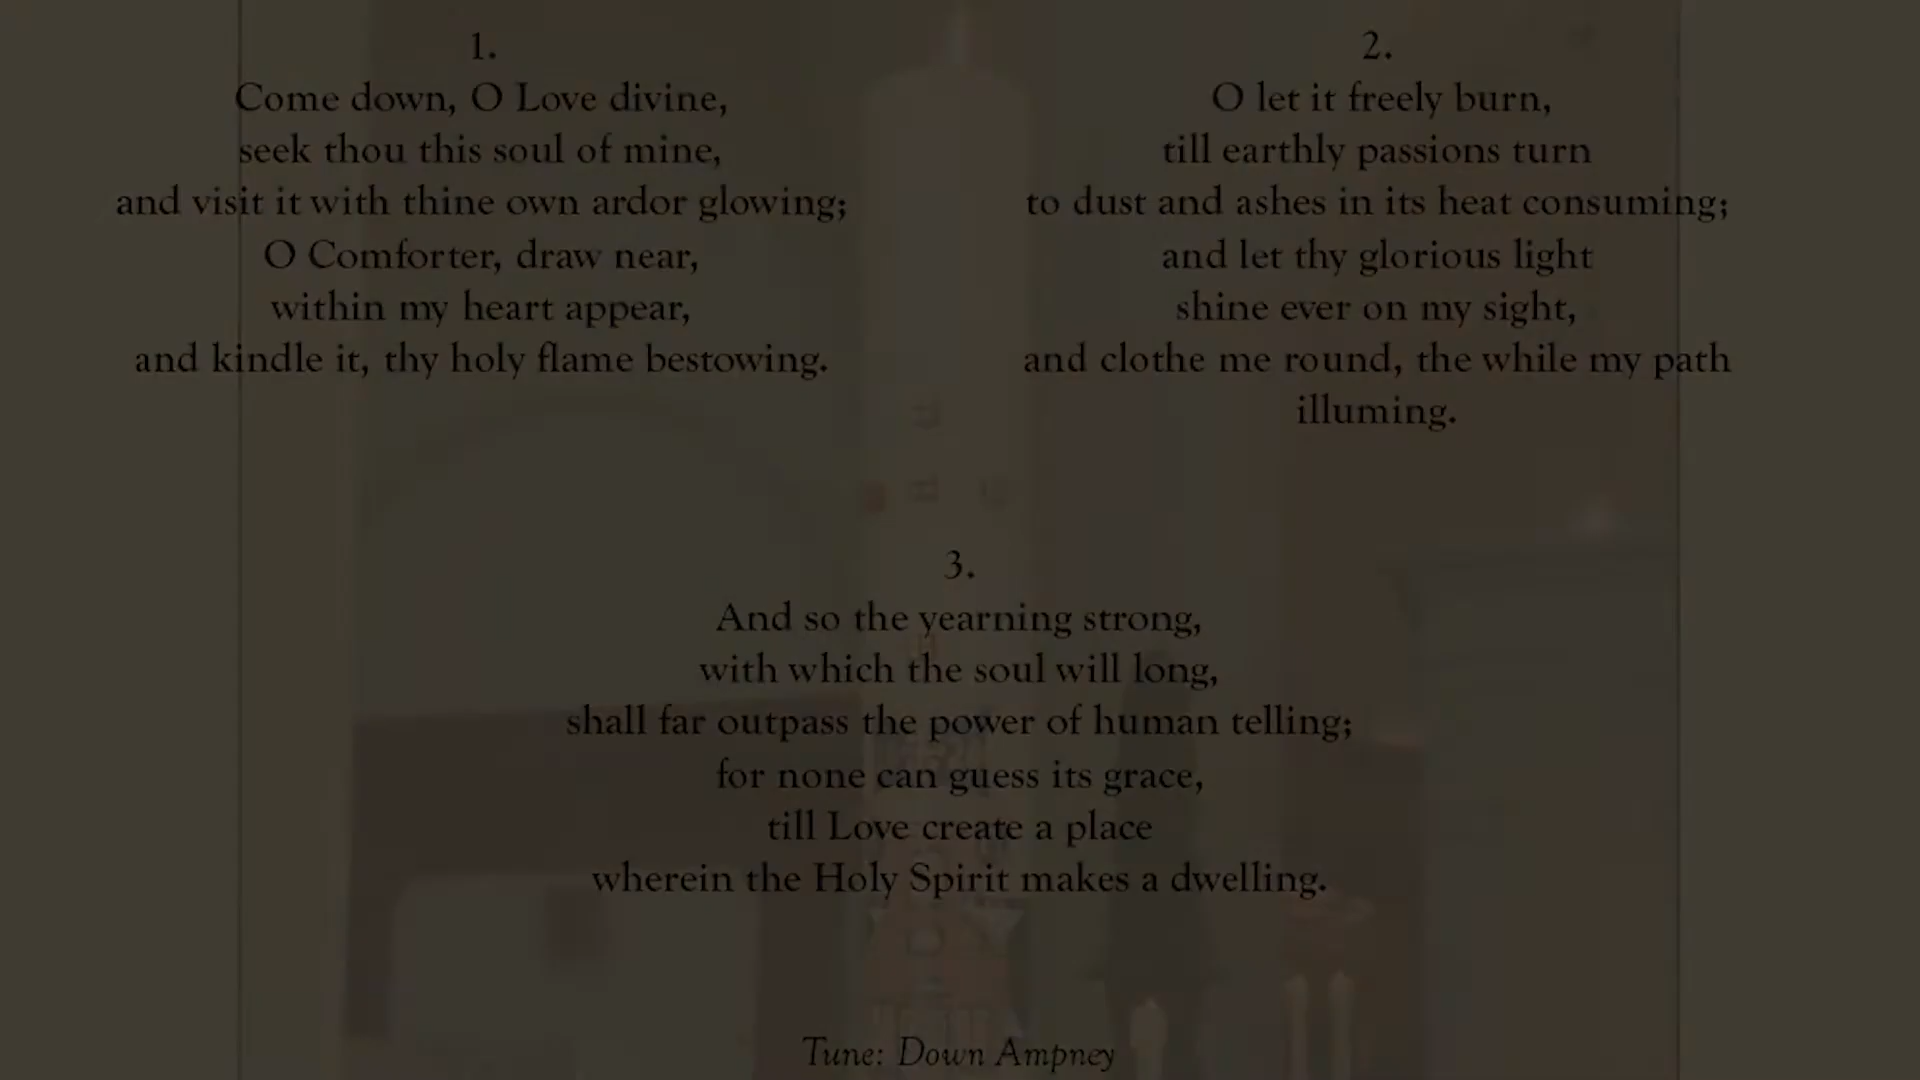 1.
Come down, O Love divine,
seek thou this soul of mine,
and visit it with thine own ardor glowing;
O Comforter, draw near,
within my heart appear,
and kindle it, thy holy flame bestowing.
2.
O let it freely burn,
till earthly passions turn
to dust and ashes in its heat consuming;
and let thy glorious light
shine ever on my sight,
and clothe me round, the while my path
illuming.
3.
And so the yearning strong,
with which the soul will long,
shall far outpass the power of human telling;
for none can guess its grace,
till Love create a place
wherein the Holy Spirit makes a dwelling.
Tune: Down Ampney